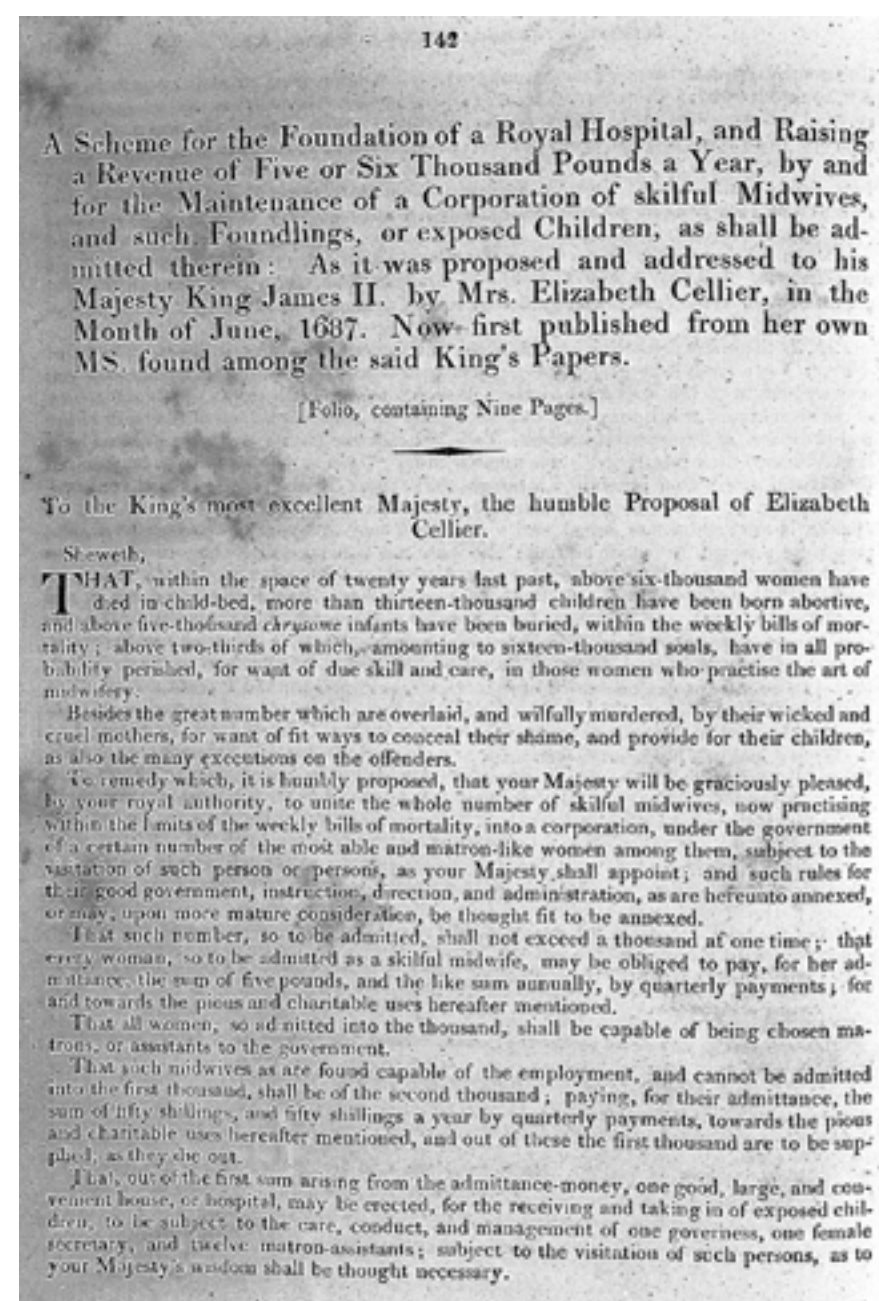 142
A Scheme for the Foundation of a Royal Hospital, and Raising
a Revenue of Five or Six Thousand Pounds a Year, by and
for the Maintenance of a Corporation of skilful Midwives,
and such Foundlings, or exposed Children, as shall be ad-
mitted therein: As it was proposed and addressed to his
Majesty King James II. by Mrs. Elizabeth Cellier, in the
Month of June, 1687. Now first published from her own
MS. found among the said King's Papers.
[Folio, containing Nine Pages.]
To the King's most excellent Majesty, the humble Proposal of Elizabeth
Cellier.
Sheweth,
THAT, within the space of twenty years last past, above six-thousand women have
died in child-bed, more than thirteen-thousand children have been born abortive,
and above five-thousand chrysome infants have been buried, within the weekly bills of mor-
tality; above two-thirds of which, amounting to sixteen-thousand souls, have in all pro-
bability perished, for want of due skill and care, in those women who practise the art of
midwifery.
Besides the great number which are overlaid, and wilfully murdered, by their wicked and
cruel mothers, for want of fit ways to conceal their shame, and provide for their children,
as also the many executions on the offenders.
To remedy which, it is humbly proposed, that your Majesty will be graciously pleased,
by your royal authority, to unite the whole number of skilful midwives, now practising
within the limits of the weekly bills of mortality, into a corporation, under the government
of a certain number of the most able and matron-like women among them, subject to the
visitation of such person or persons, as your Majesty shall appoint; and such rules for
their good government, instruction, direction, and administration, as are hereunto annexed,
or may, upon more mature consideration, be thought fit to be annexed.
That such number, so to be admitted, shall not exceed a thousand at one time; that
every woman, so to be admitted as a skilful midwife, may be obliged to pay, for her ad-
mittance, the sum of five pounds, and the like sum annually, by quarterly payments; for
and towards the pious and charitable uses hereafter mentioned.
That all women, so admitted into the thousand, shall be capable of being chosen ma-
trons, or assistants to the government.
That such midwives as are found capable of the employment, and cannot be admitted
into the first thousand, shall be of the second thousand; paying, for their admittance, the
sum of fifty shillings, and fifty shillings a year by quarterly payments, towards the pious
and charitable uses hereafter mentioned, and out of these the first thousand are to be sup-
plied, as they die out.
That, out of the first sum arising from the admittance-money, one good, large, and con-
venient house, or hospital, may be erected, for the receiving and taking in of exposed chil-
dren, to be subject to the care, conduct, and management of one governess, one female
secretary, and twelve matron-assistants; subject to the visitation of such persons, as to
your Majesty's wisdom shall be thought necessary.